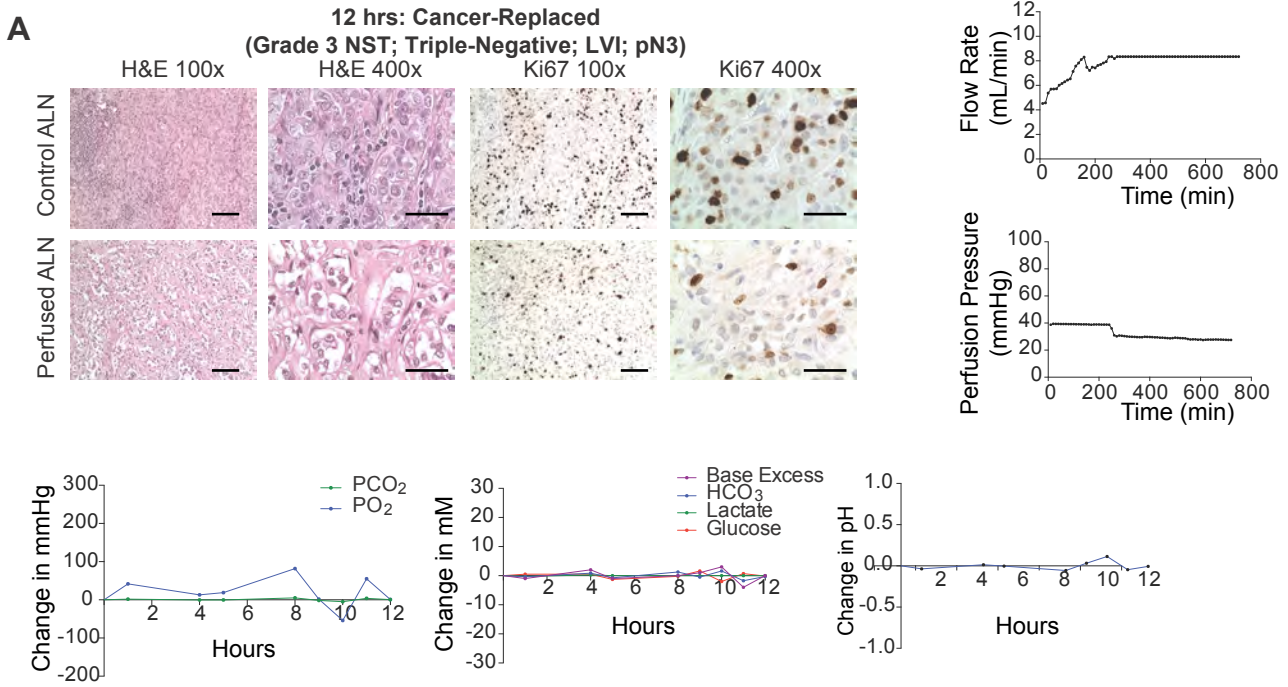 A
12 hrs: Cancer-Replaced
(Grade 3 NST; Triple-Negative; LVI; pN3)
H&E 100x
H&E 400x
Ki67 100x
Ki67 400x
Control ALN
Perfused ALN
Flow Rate
(mL/min)
12
10
8
6
4
2
0
0
200
400
600
800
Time (min)
Perfusion Pressure
(mmHg)
100
80
60
40
20
0
0
200
400
600
800
Time (min)
Change in mmHg
300
200
100
0
-100
-200
2
4
6
8
10
12
Hours
PCO₂
PO₂
Change in mM
30
20
10
0
-10
-20
-30
2
4
6
8
10
12
Hours
Base Excess
HCO₃
Lactate
Glucose
Change in pH
1.0
0.5
0.0
-0.5
-1.0
2
4
6
8
10
12
Hours